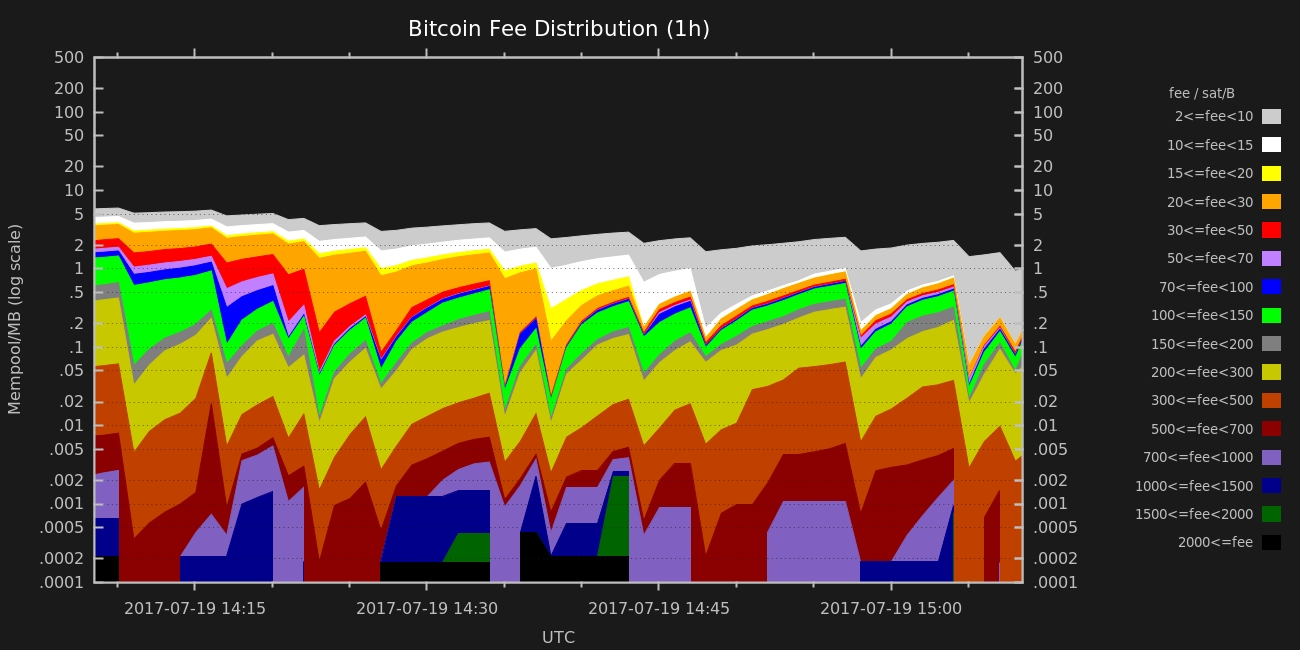 Bitcoin Fee Distribution (1h)
500
200
100
50
20
10
5
2
1
.5
.2
.1
.05
.02
.01
.005
.002
.001
.0005
.0002
.0001
Mempool/MB (log scale)
500
200
100
50
20
10
5
2
1
.5
.2
.1
.05
.02
.01
.005
.002
.001
.0005
.0002
.0001
2017-07-19 14:15
2017-07-19 14:30
2017-07-19 14:45
2017-07-19 15:00
UTC
fee / sat/B
2<=fee<10
10<=fee<15
15<=fee<20
20<=fee<30
30<=fee<50
50<=fee<70
70<=fee<100
100<=fee<150
150<=fee<200
200<=fee<300
300<=fee<500
500<=fee<700
700<=fee<1000
1000<=fee<1500
1500<=fee<2000
2000<=fee